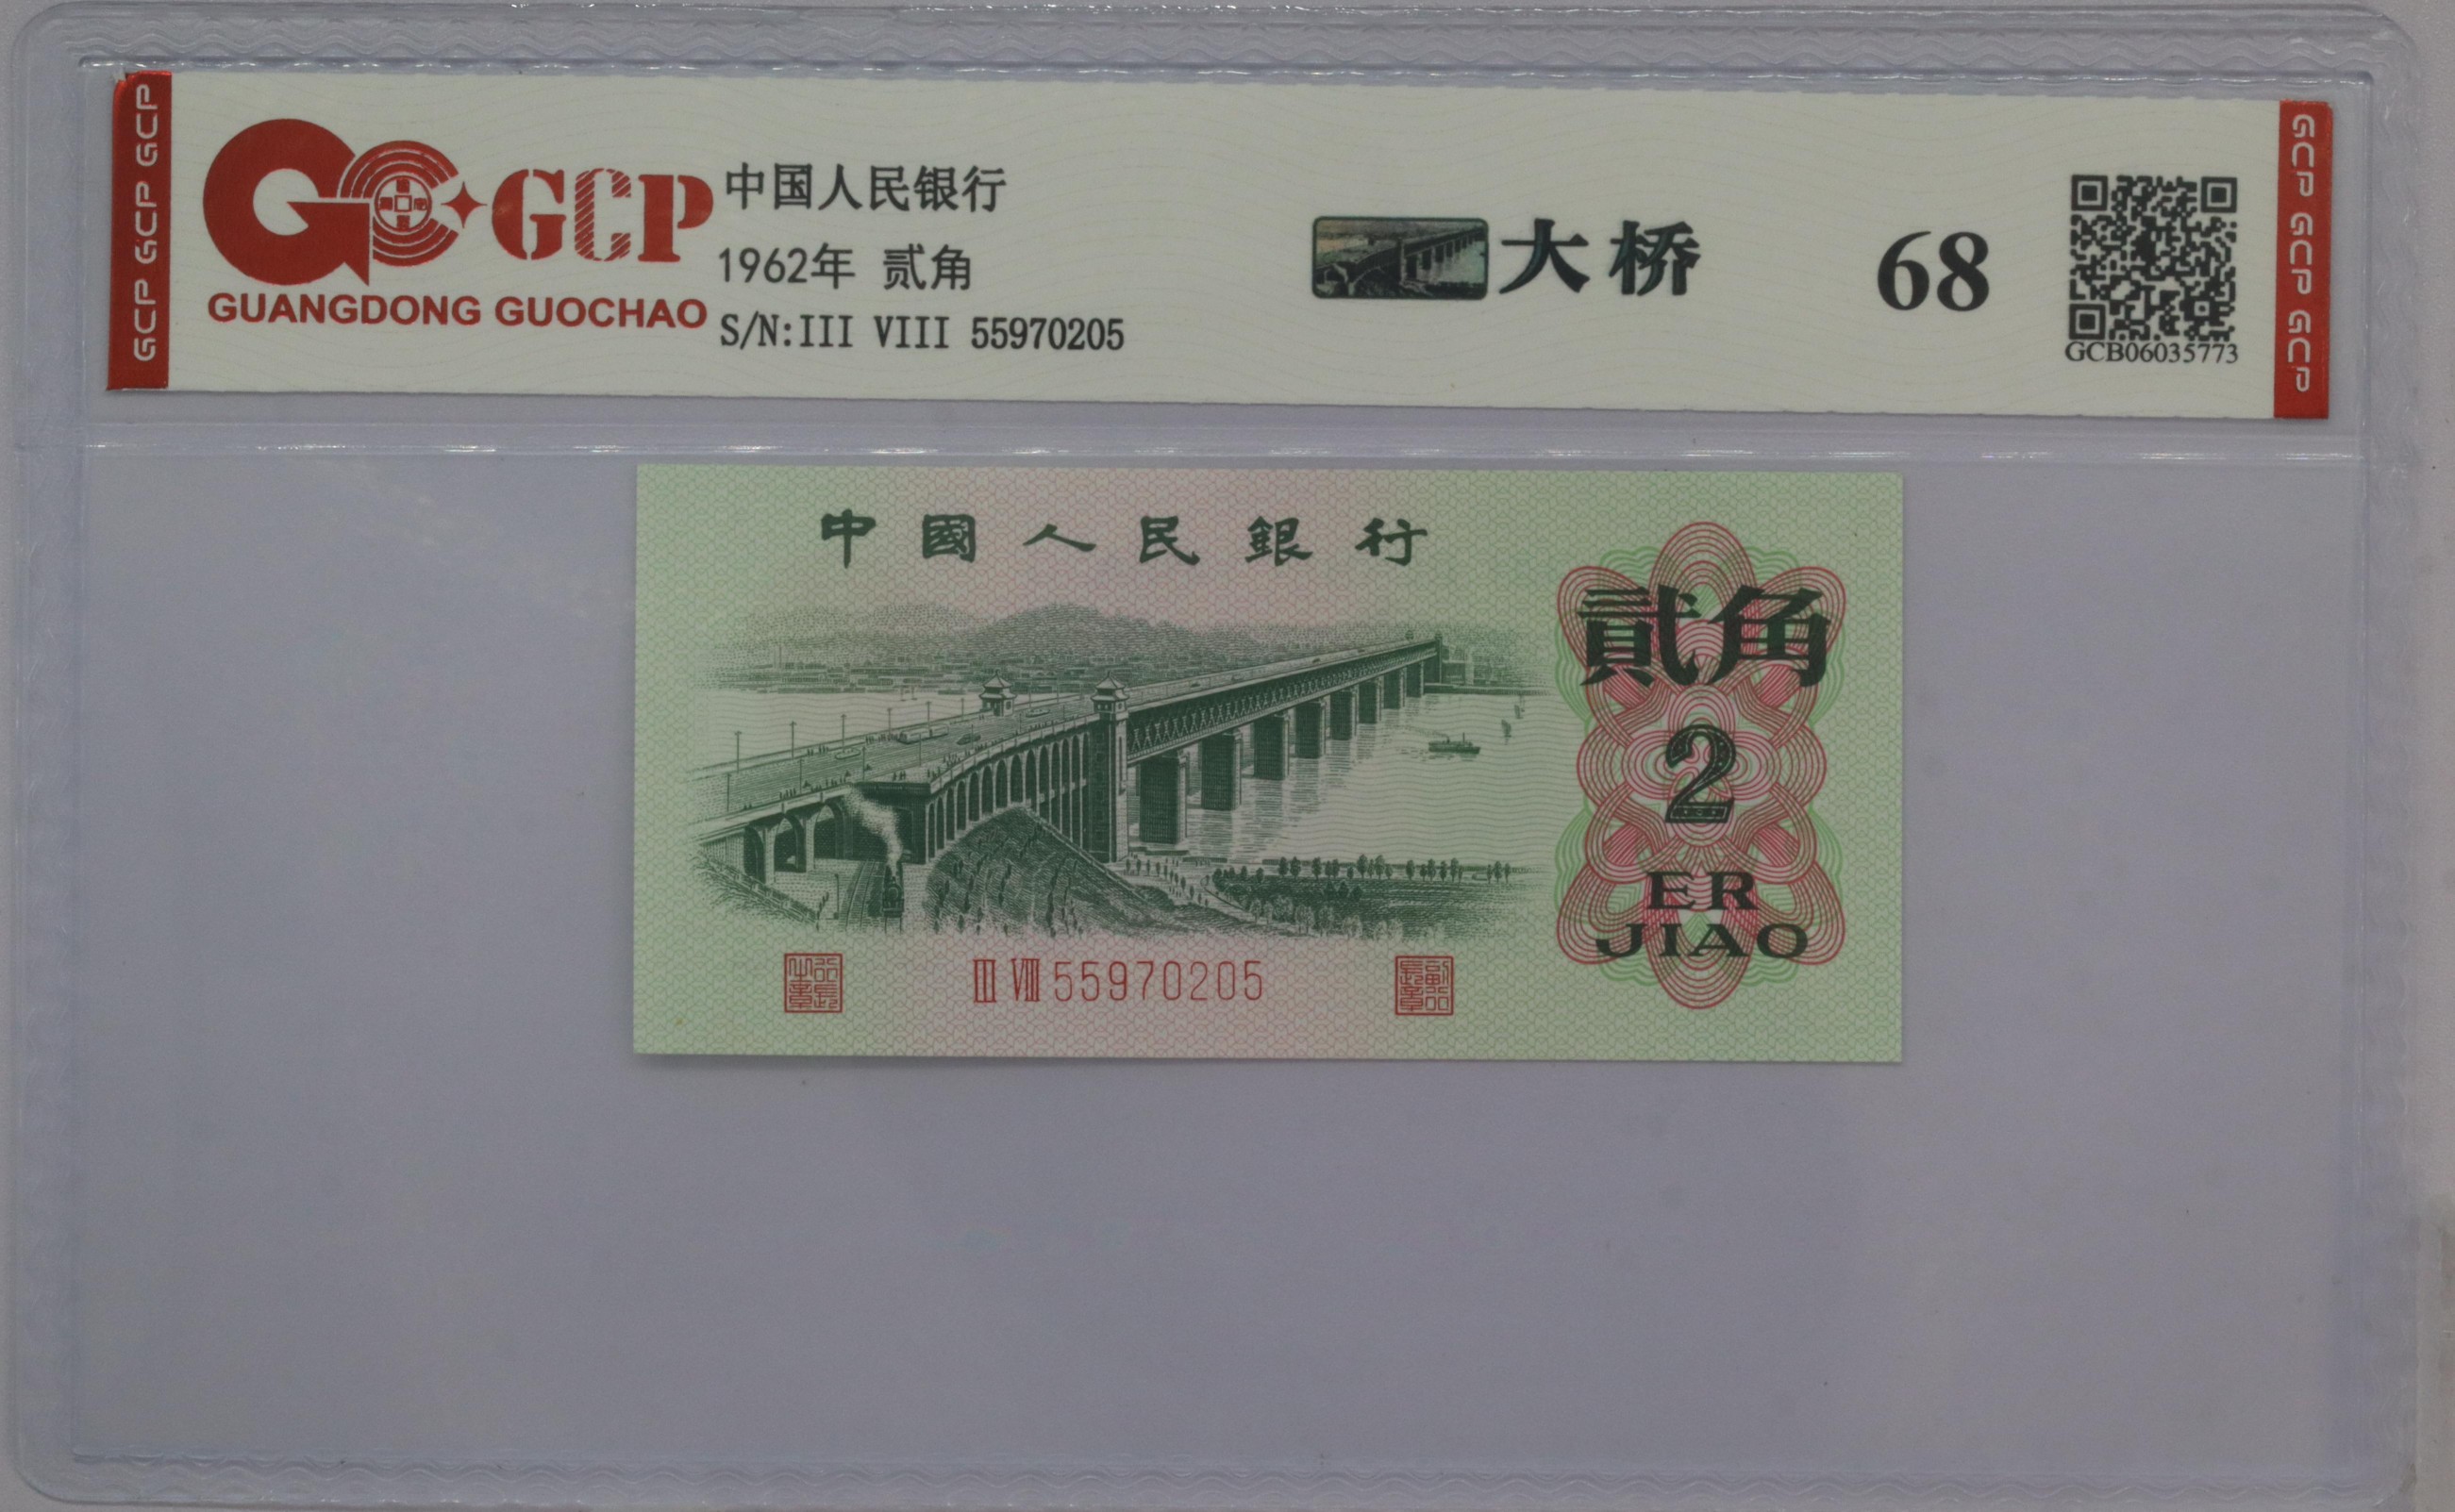 GCP GCP GCP
GCP
GUANGDONG GUOCHAO
中国人民银行
1962年 贰角
S/N:III VIII 55970205
大桥
68
GCB06035773
GCP GCP GCP
中國人民銀行
貳角
2
ER
JIAO
III VIII 55970205